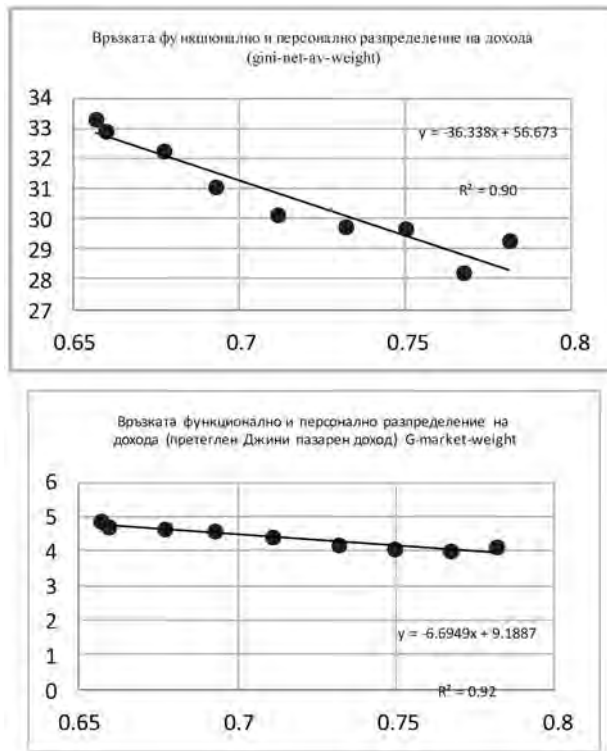 Връзката функционално и персонално разпределение на дохода
(gini-net-av-weight)
34
33
32
31
30
29
28
27
y = -36.338x + 56.673
R² = 0.90
0.65 0.7 0.75 0.8
Връзката функционално и персонално разпределение на
дохода (претеглен Джини пазарен доход) G-market-weight
6
5
4
3
2
1
0
y = -6.6949x + 9.1887
R² = 0.92
0.65 0.7 0.75 0.8